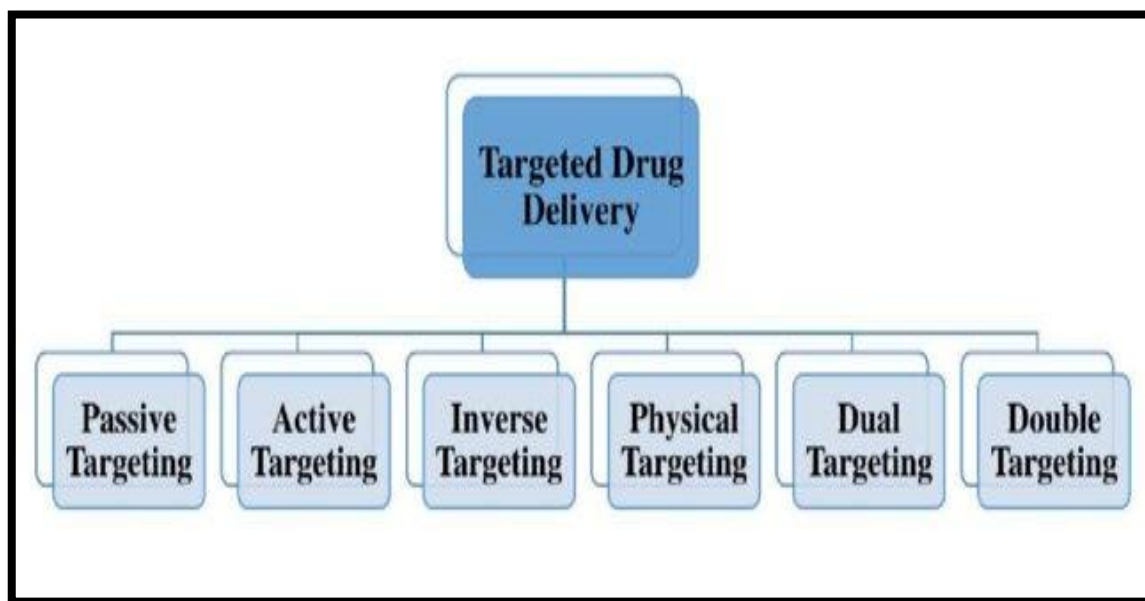 Targeted Drug
Delivery
Passive
Targeting
Active
Targeting
Inverse
Targeting
Physical
Targeting
Dual
Targeting
Double
Targeting